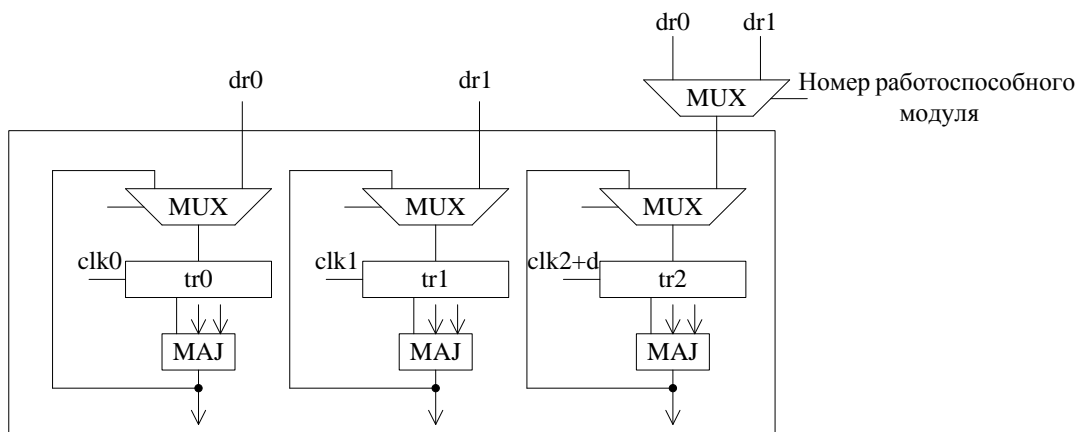 dr0 dr1
dr0 dr1 MUX Номер работоспособного
модуля
MUX MUX MUX
clk0 tr0 clk1 tr1 clk2+d tr2
MAJ MAJ MAJ